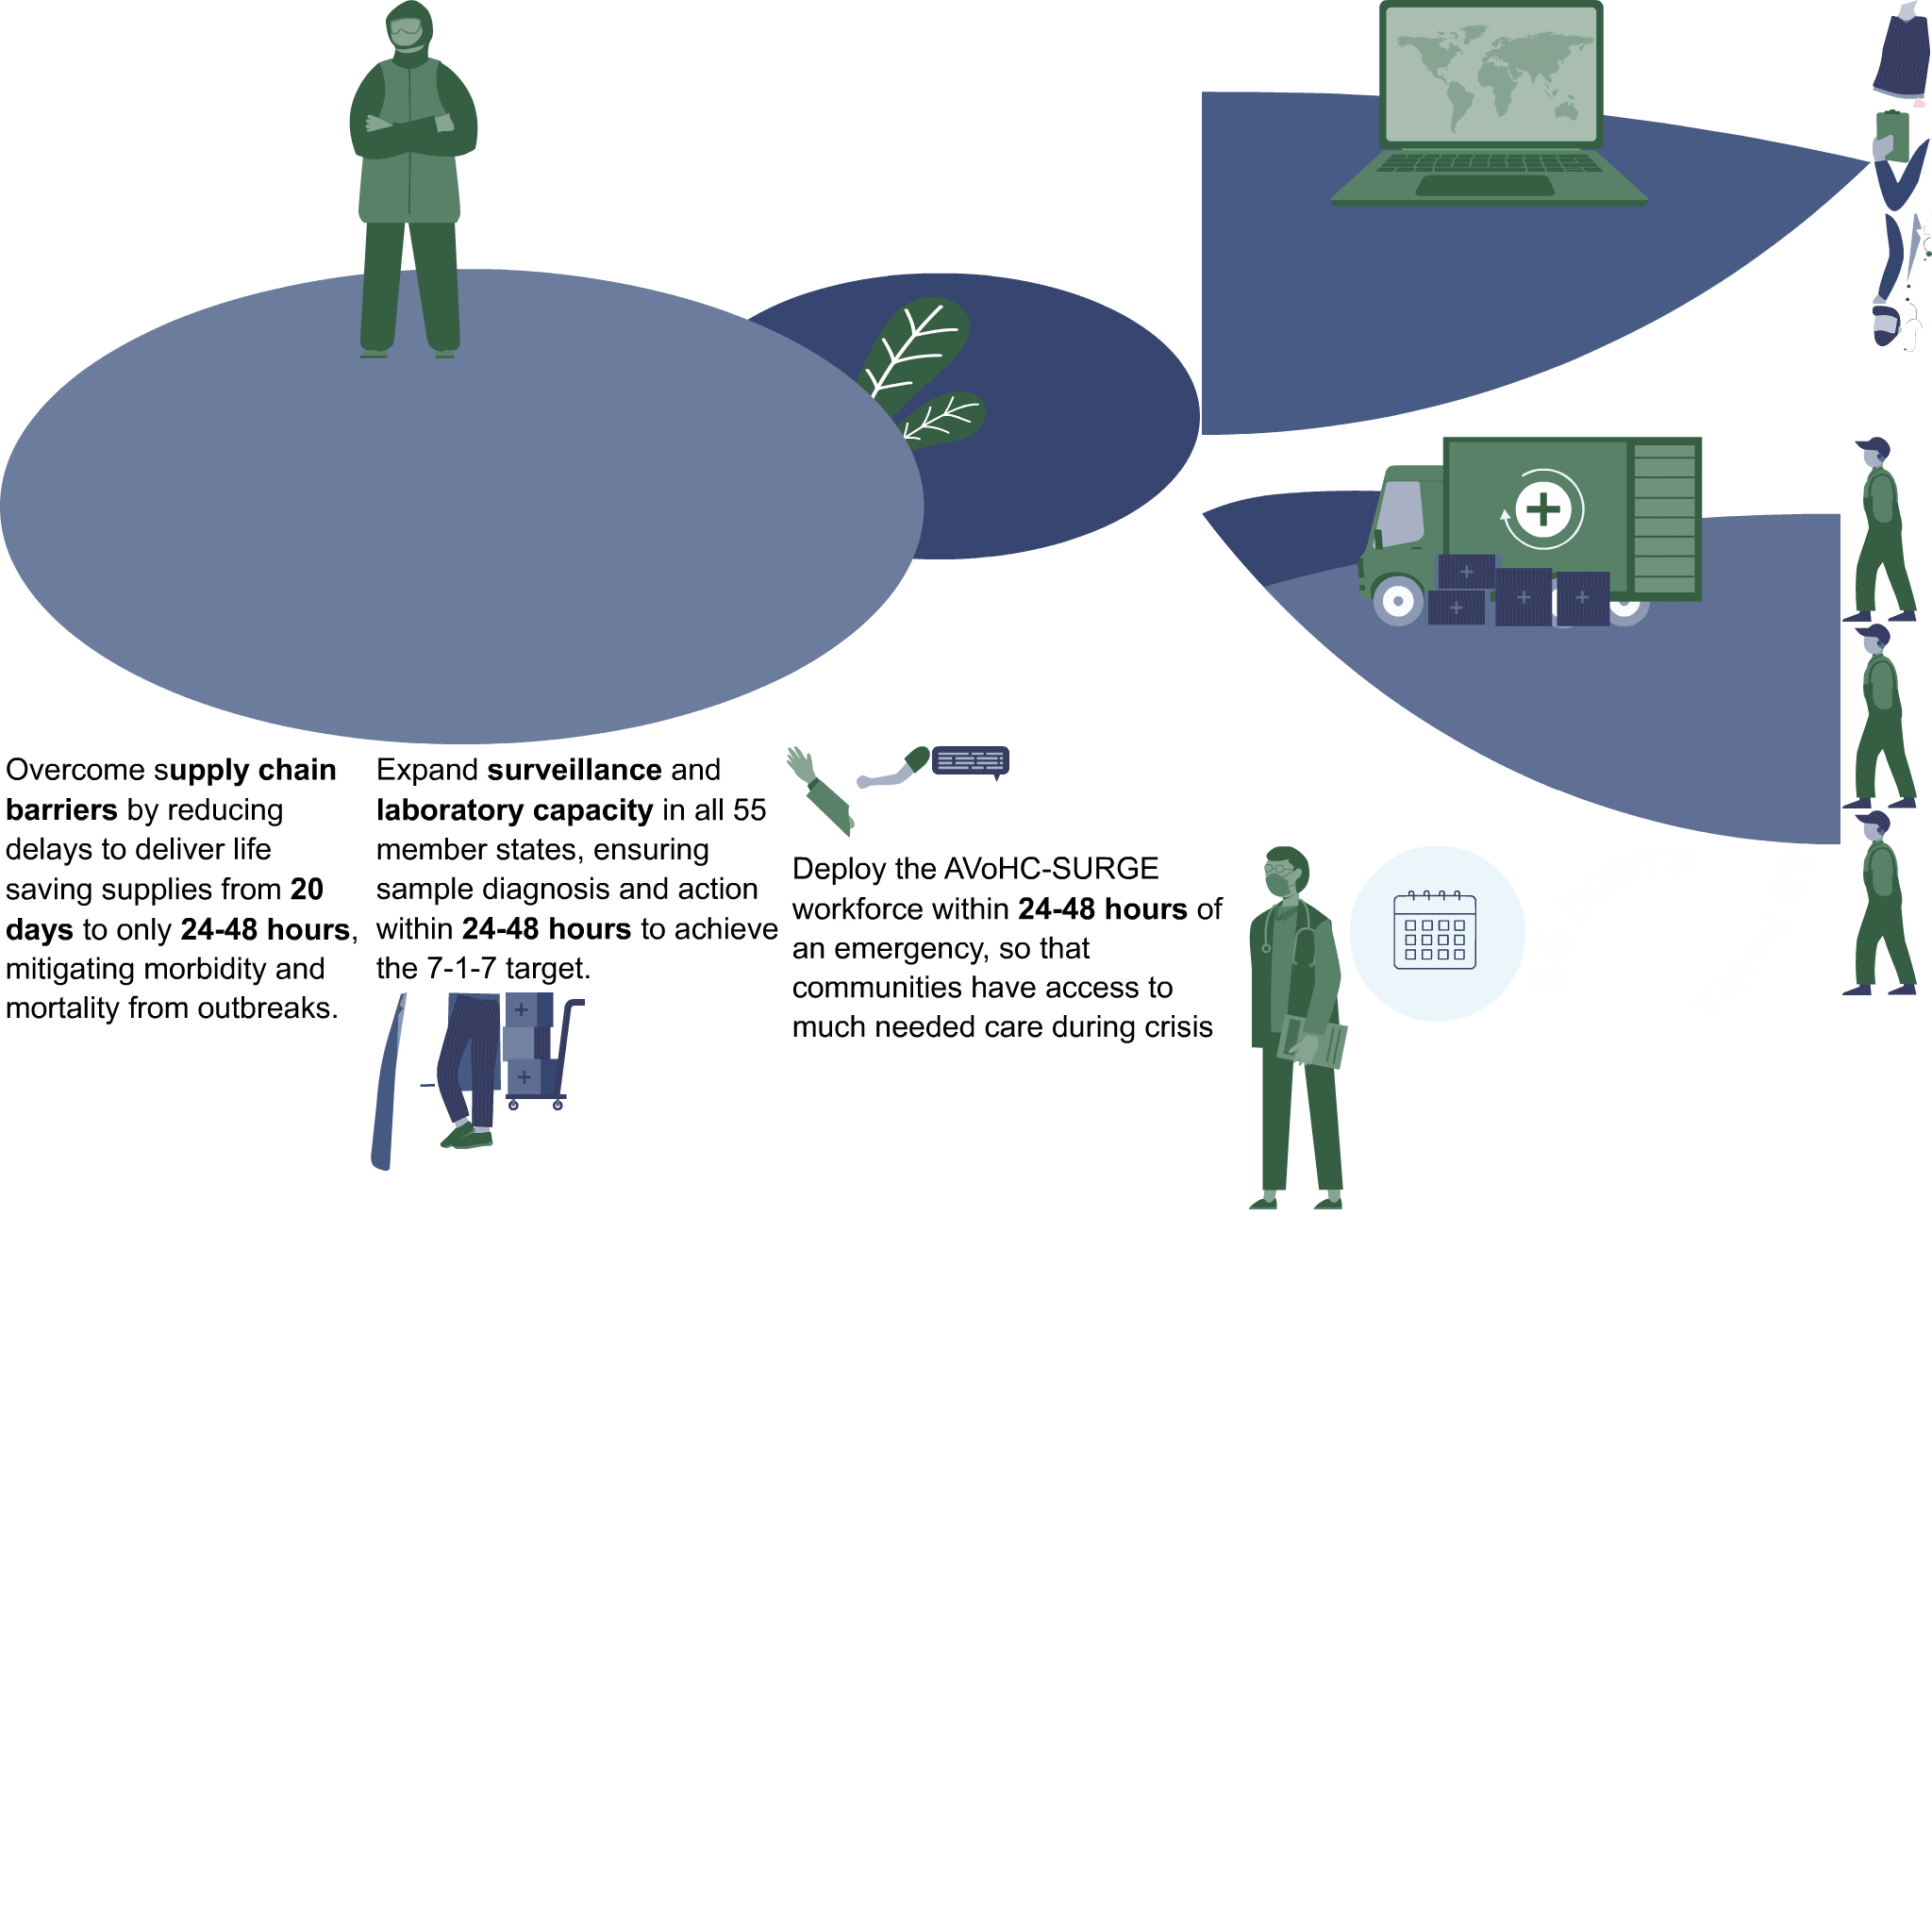 Overcome supply chain
barriers by reducing
delays to deliver life
saving supplies from 20
days to only 24-48 hours,
mitigating morbidity and
mortality from outbreaks.
Expand surveillance and
laboratory capacity in all 55
member states, ensuring
sample diagnosis and action
within 24-48 hours to achieve
the 7-1-7 target.
Deploy the AVoHC-SURGE
workforce within 24-48 hours of
an emergency, so that
communities have access to
much needed care during crisis